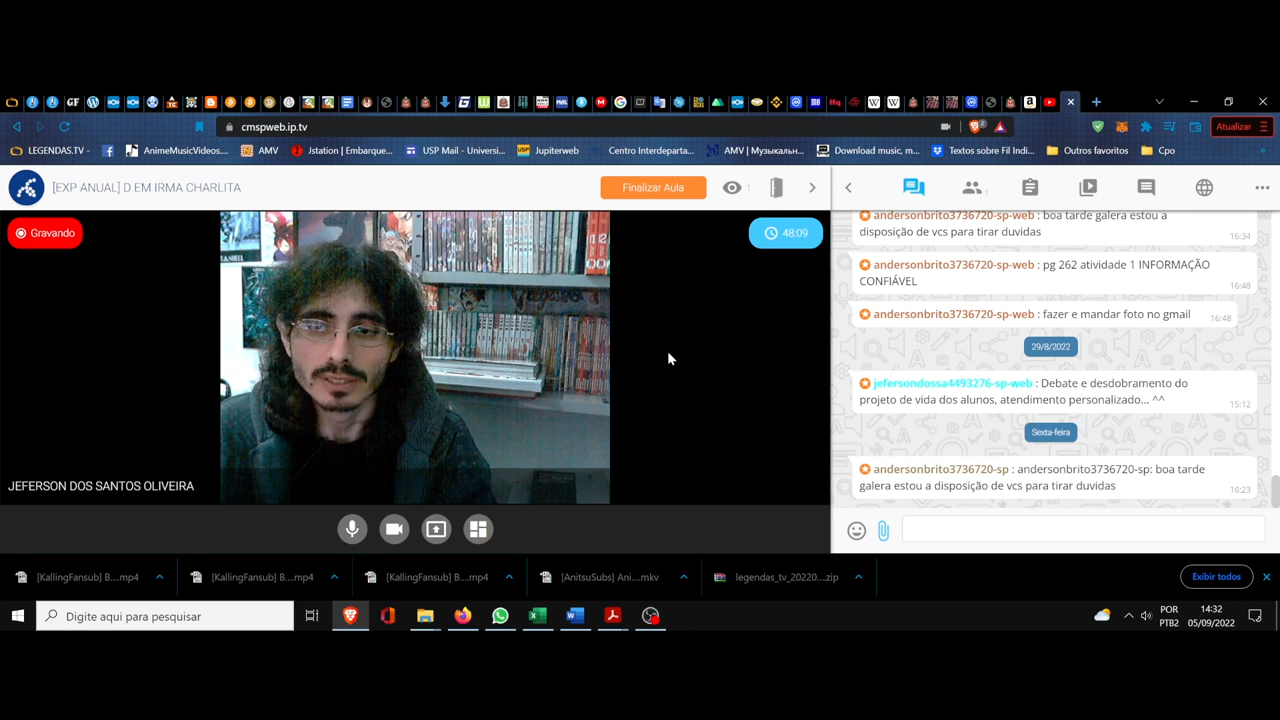 cmspweb.ip.tv
Atualizar
LEGENDAS.TV -
AnimeMusicVideos...
AMV
Jstation | Embarque...
USP Mail - Universi...
Jupiterweb
Centro Interdeparta...
AMV | Музыкальн...
Download music, m...
Textos sobre Fil Indi...
Outros favoritos
Cpo
[EXP ANUAL] D EM IRMA CHARLITA
Finalizar Aula
1
1
Gravando
48:09
JEFERSON DOS SANTOS OLIVEIRA
andersonbrito3736720-sp-web : boa tarde galera estou a
disposição de vcs para tirar duvidas
16:34
andersonbrito3736720-sp-web : pg 262 atividade 1 INFORMAÇÃO
CONFIÁVEL
16:48
andersonbrito3736720-sp-web : fazer e mandar foto no gmail
16:48
29/8/2022
jefersondossa4493276-sp-web : Debate e desdobramento do
projeto de vida dos alunos, atendimento personalizado... ^^
15:12
Sexta-feira
andersonbrito3736720-sp : andersonbrito3736720-sp: boa tarde
galera estou a disposição de vcs para tirar duvidas
16:23
[KallingFansub] B....mp4
[KallingFansub] B....mp4
[KallingFansub] B....mp4
[AnitsuSubs] Ani....mkv
legendas_tv_20220....zip
Exibir todos
Digite aqui para pesquisar
POR
PTB2
14:32
05/09/2022